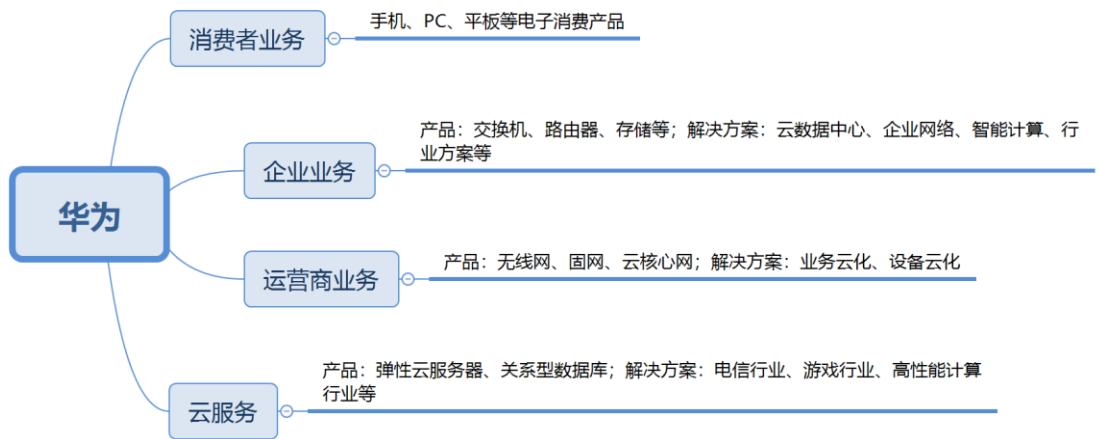 华为
消费者业务
手机、PC、平板等电子消费产品
企业业务
产品：交换机、路由器、存储等；解决方案：云数据中心、企业网络、智能计算、行
业方案等
运营商业务
产品：无线网、固网、云核心网；解决方案：业务云化、设备云化
云服务
产品：弹性云服务器、关系型数据库；解决方案：电信行业、游戏行业、高性能计算
行业等